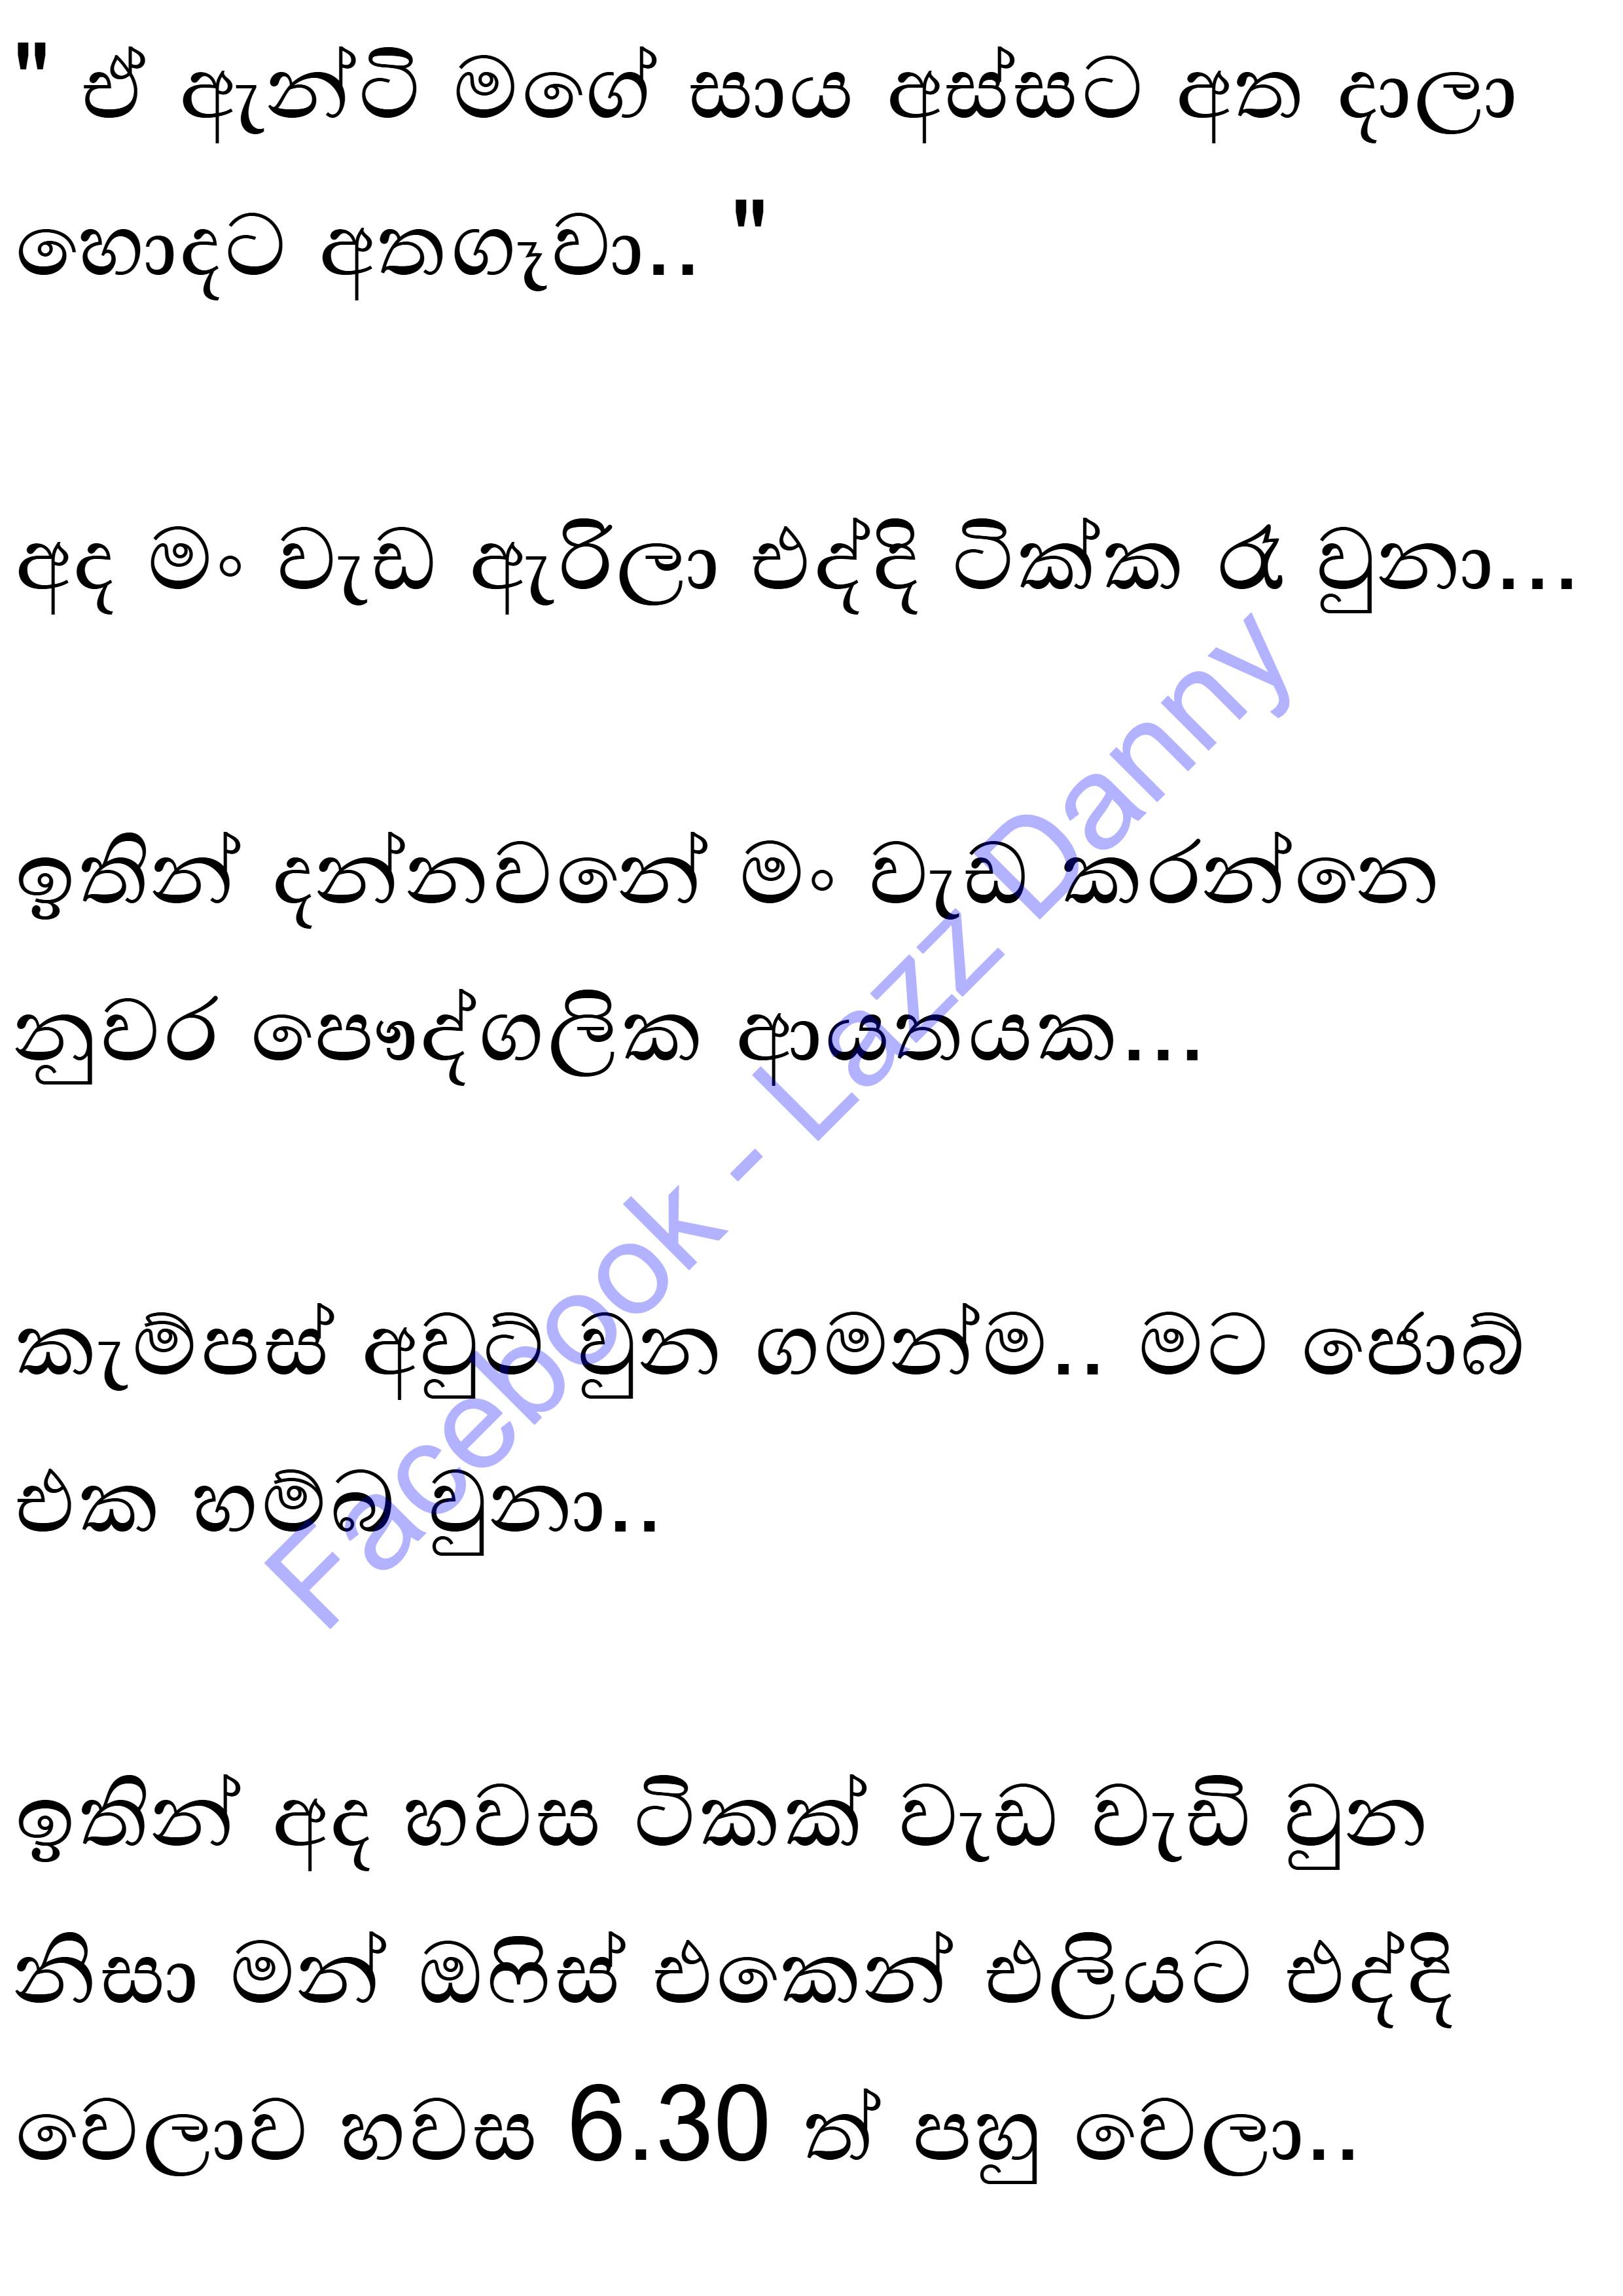 " ඒ ඇන්ටි මගේ සාය අස්සට අත දාලා
හොදට අතගෑවා.. "
අද මං වැඩ ඇරිලා එද්දි ටික්ක රෑ වුනා...
ඉතින් දන්නවනේ මං වැඩ කරන්නෙ
නුවර පෞද්ගලික ආයතනයක...
කැම්පස් අවුට් වුන ගමන්ම.. මට ජොබ්
එක හම්බ වුනා..
ඉතින් අද හවස ටිකක් වැඩ වැඩි වුන
නිසා මන් ඔෆිස් එකෙන් එලියට එද්දි
වෙලාව හවස 6.30 ත් පහු වෙලා..
Facebook - Lazz Danny